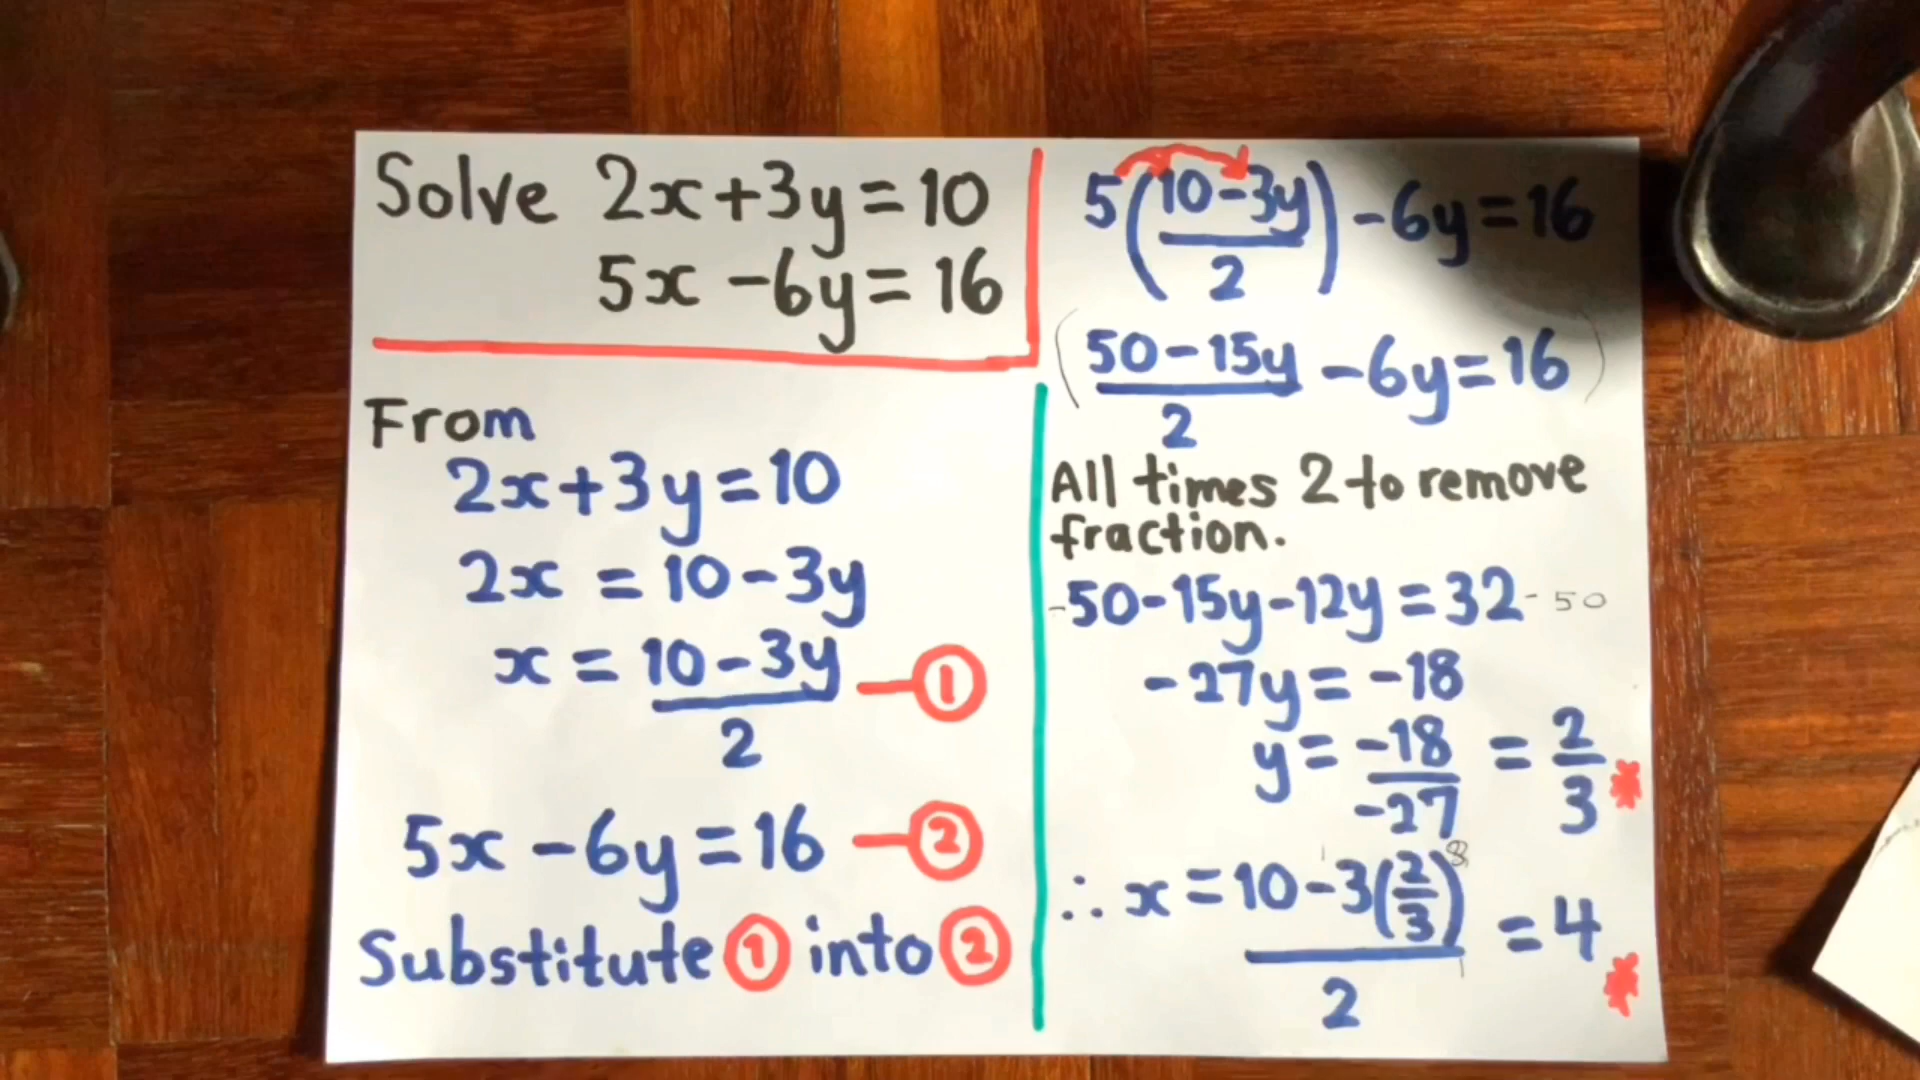 Solve 2x+3y=10
5x-6y=16
From
2x+3y=10
2x = 10-3y
x = 10-3y —①
2
5x-6y=16 —②
Substitute ① into ②
5(10-3y)-6y=16
2
(50-15y-6y=16)
2
All times 2 to remove
fraction.
-50-15y-12y=32-50
-27y=-18
y=-18 = 2 *
-27 3
∴ x=10-3(2/3) = 4
2 *